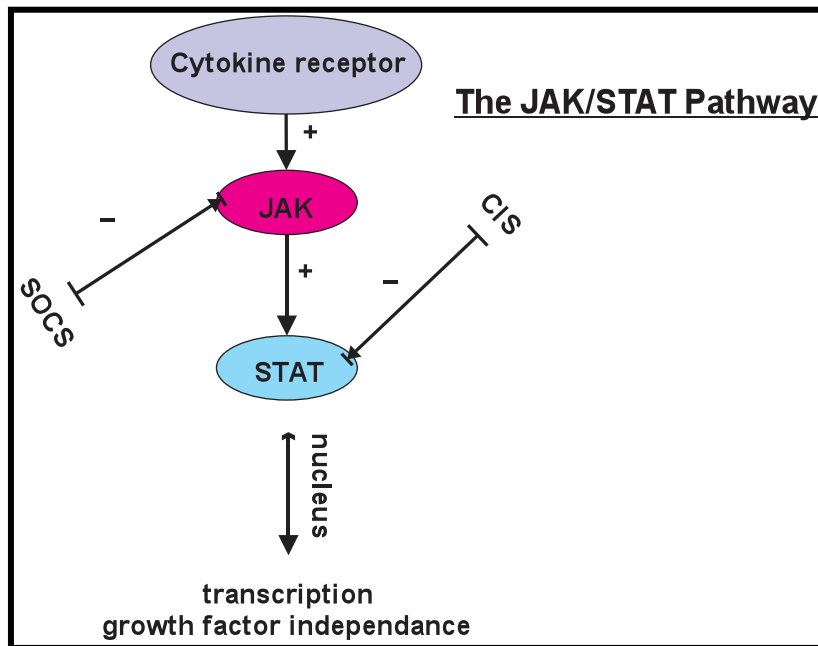 Cytokine receptor
The JAK/STAT Pathway
+
JAK
CIS
–
+
–
SOCS
STAT
nucleus
transcription
growth factor independance